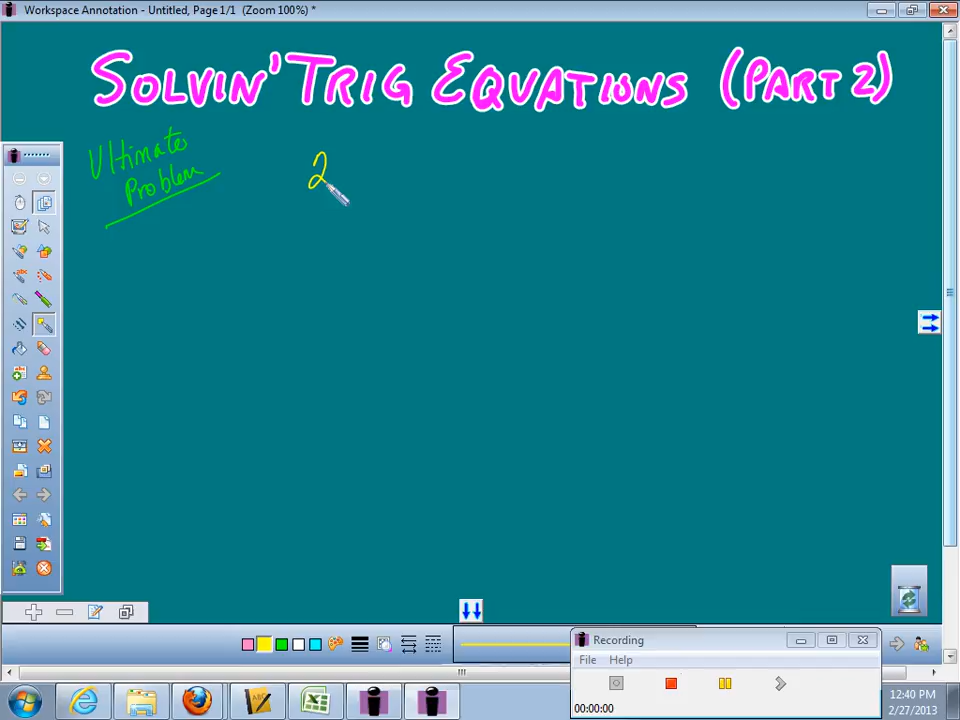 Workspace Annotation - Untitled, Page 1/1 (Zoom 100%) *
SOLVIN' TRIG EQUATIONS (PART 2)
Ultimate
Problem
2
Recording
File Help
00:00:00
12:40 PM
2/27/2013